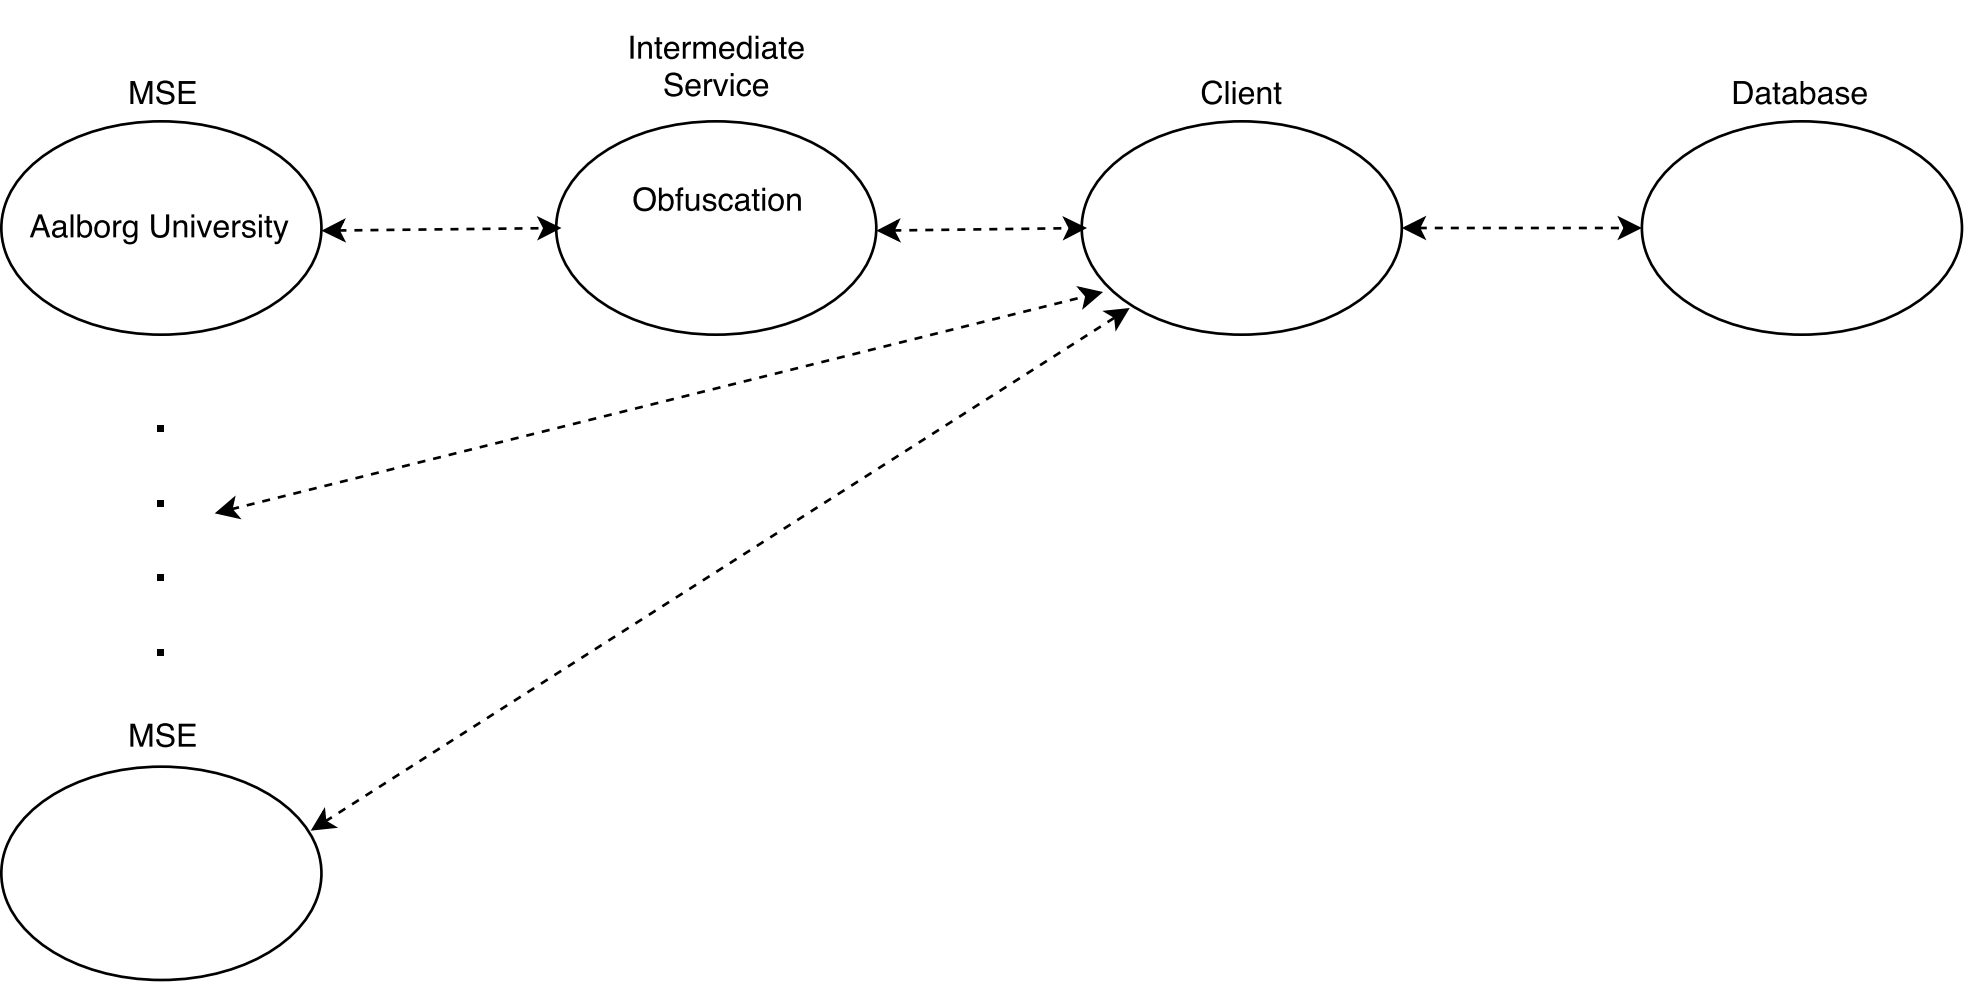 MSE
Intermediate
Service
Client
Database
Aalborg University
Obfuscation
MSE